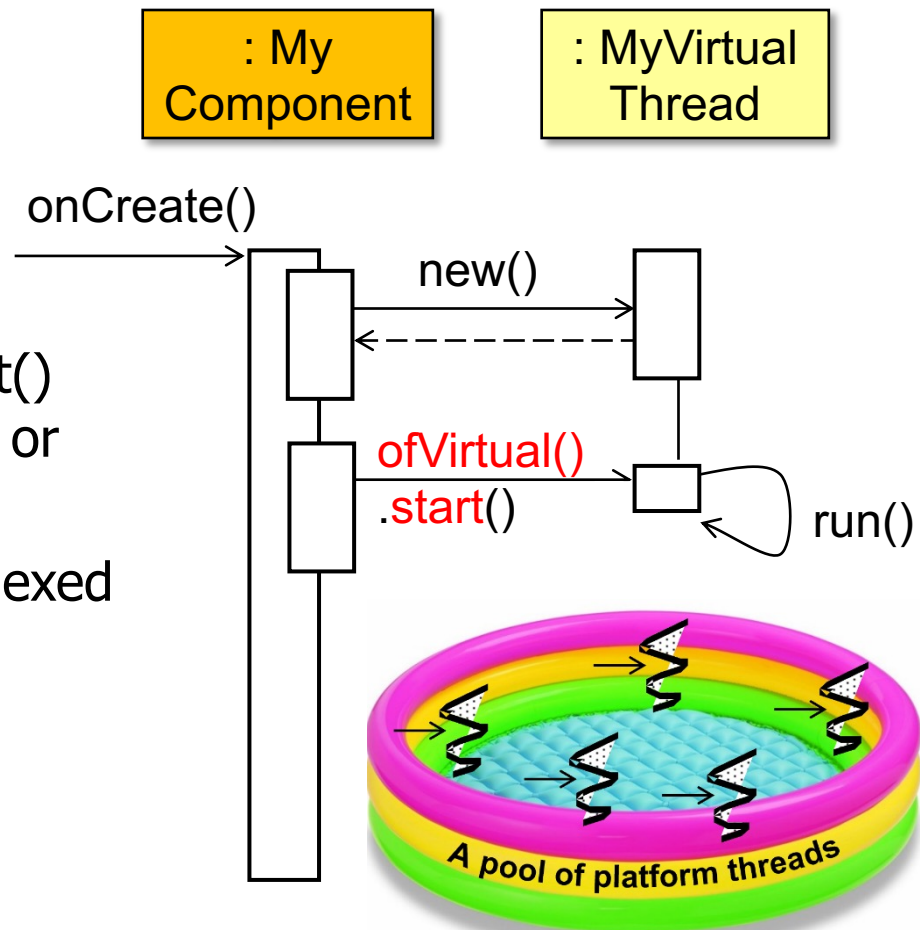 : My
Component
: MyVirtual
Thread
onCreate()
new()
t()
or
ofVirtual()
.start()
run()
exed
A pool of platform threads